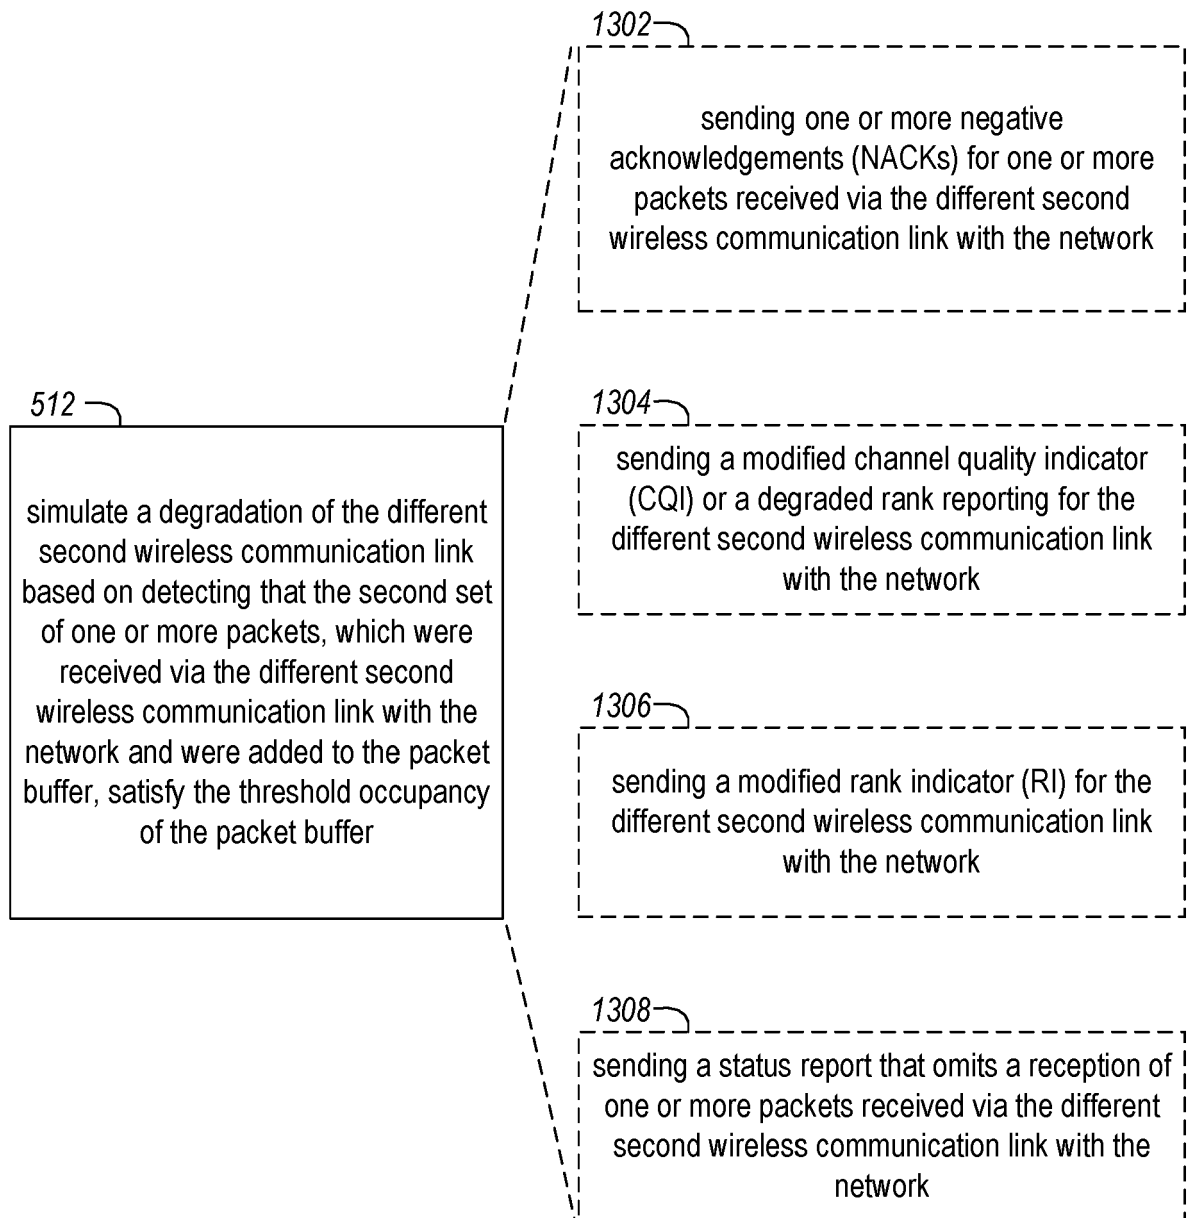 1302
sending one or more negative
acknowledgements (NACKs) for one or more
packets received via the different second
wireless communication link with the network
512
simulate a degradation of the different
second wireless communication link
based on detecting that the second set
of one or more packets, which were
received via the different second
wireless communication link with the
network and were added to the packet
buffer, satisfy the threshold occupancy
of the packet buffer
1304
sending a modified channel quality indicator
(CQI) or a degraded rank reporting for the
different second wireless communication link
with the network
1306
sending a modified rank indicator (RI) for the
different second wireless communication link
with the network
1308
sending a status report that omits a reception of
one or more packets received via the different
second wireless communication link with the
network